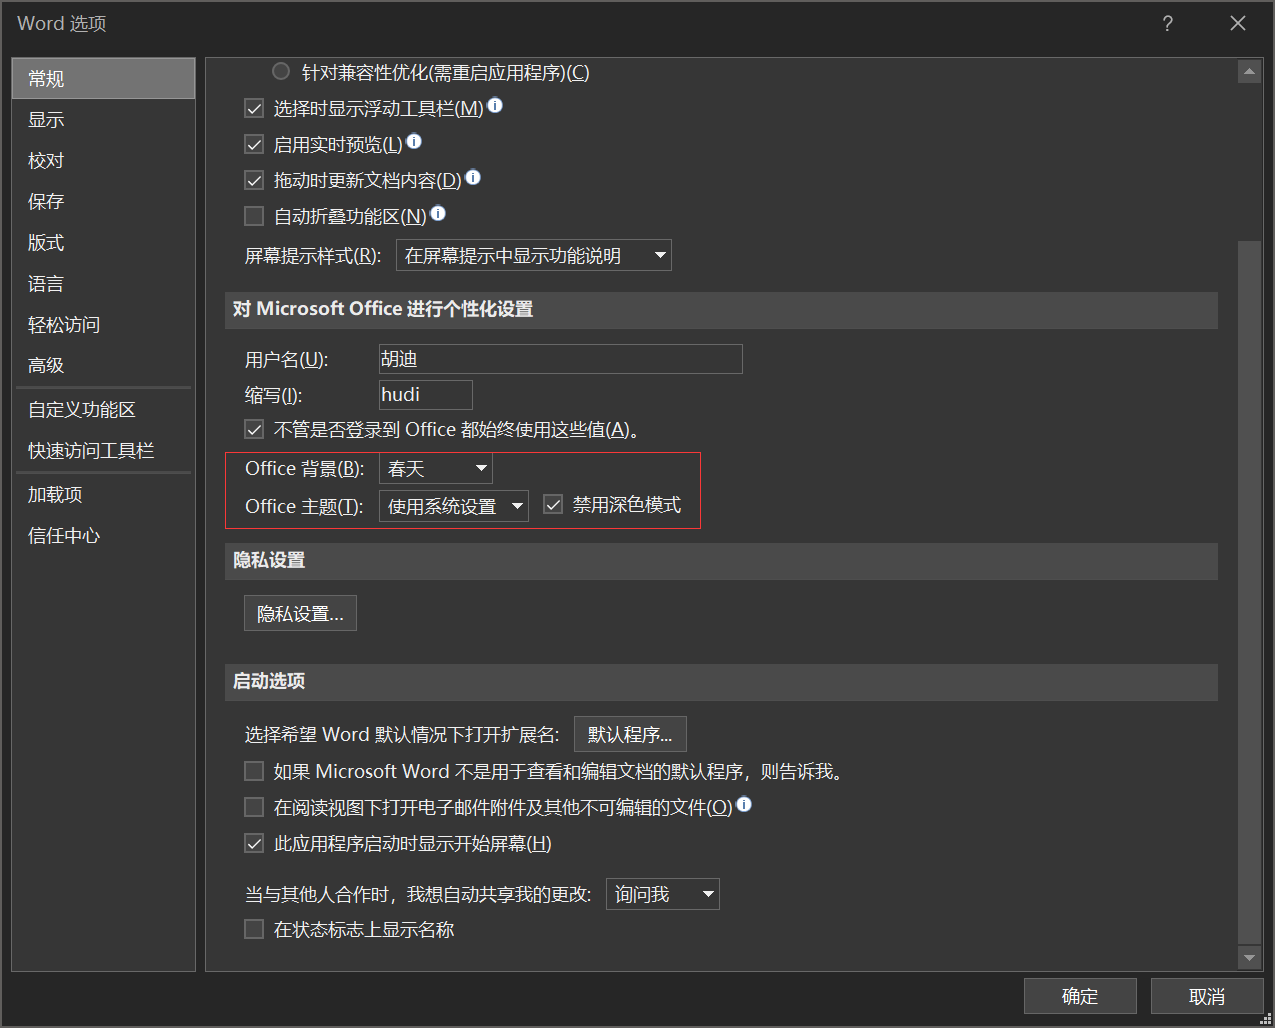 Word 选项
?
常规
显示
校对
保存
版式
语言
轻松访问
高级
自定义功能区
快速访问工具栏
加载项
信任中心
针对兼容性优化(需重启应用程序)(C)
选择时显示浮动工具栏(M)
启用实时预览(L)
拖动时更新文档内容(D)
自动折叠功能区(N)
屏幕提示样式(R): 在屏幕提示中显示功能说明
对 Microsoft Office 进行个性化设置
用户名(U): 胡迪
缩写(I): hudi
不管是否登录到 Office 都始终使用这些值(A)。
Office 背景(B): 春天
Office 主题(T): 使用系统设置 禁用深色模式
隐私设置
隐私设置...
启动选项
选择希望 Word 默认情况下打开扩展名: 默认程序...
如果 Microsoft Word 不是用于查看和编辑文档的默认程序，则告诉我。
在阅读视图下打开电子邮件附件及其他不可编辑的文件(O)
此应用程序启动时显示开始屏幕(H)
当与其他人合作时，我想自动共享我的更改: 询问我
在状态标志上显示名称
确定 取消